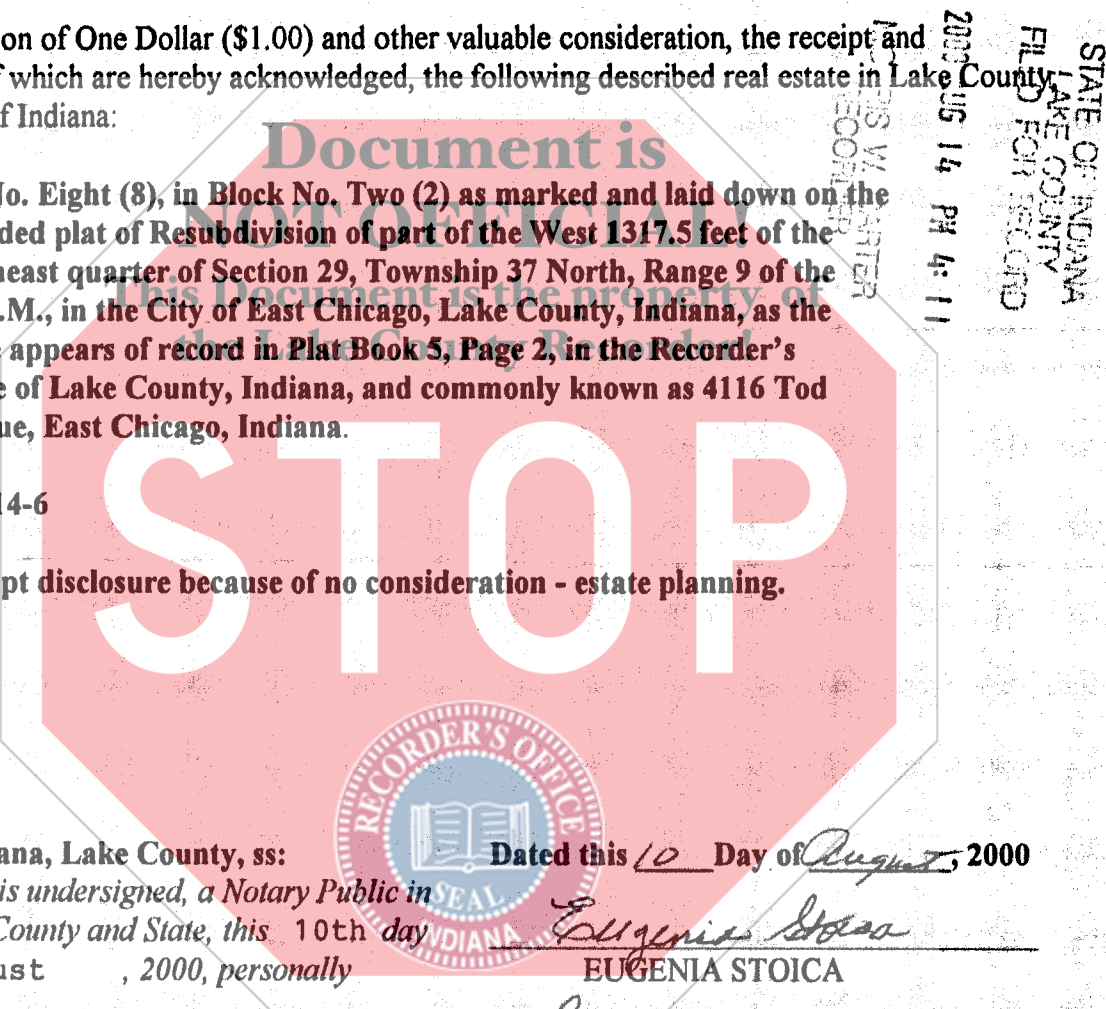 on of One Dollar ($1.00) and other valuable consideration, the receipt and
f which are hereby acknowledged, the following described real estate in Lake County,
f Indiana:
No. Eight (8), in Block No. Two (2) as marked and laid down on the
ded plat of Resubdivision of part of the West 1317.5 feet of the
heast quarter of Section 29, Township 37 North, Range 9 of the
.M., in the City of East Chicago, Lake County, Indiana, as the
appears of record in Plat Book 5, Page 2, in the Recorder's
e of Lake County, Indiana, and commonly known as 4116 Tod
ue, East Chicago, Indiana.
14-6
pt disclosure because of no consideration - estate planning.
Document is
NOT OFFICIAL!
This Document is the property of
the Lake County Recorder!
STOP
RECORDER'S OFFICE
SEAL
INDIANA
STATE OF INDIANA
LAKE COUNTY
FILED FOR RECORD
14 PM 4: 11
ana, Lake County, ss:
is undersigned, a Notary Public in
County and State, this 10th day
ust , 2000, personally
Dated this 10 Day of August, 2000
Eugenia Stoica
EUGENIA STOICA